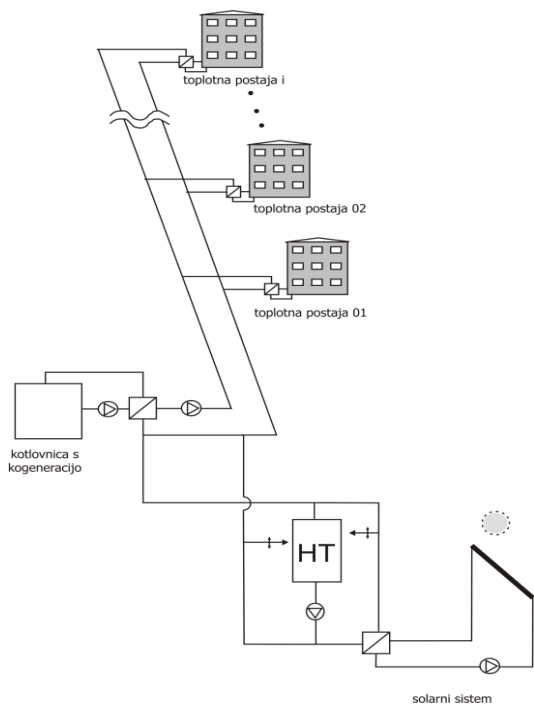 toplotna postaja i
toplotna postaja 02
toplotna postaja 01
kotlovnica s
kogeneracijo
HT
solarni sistem